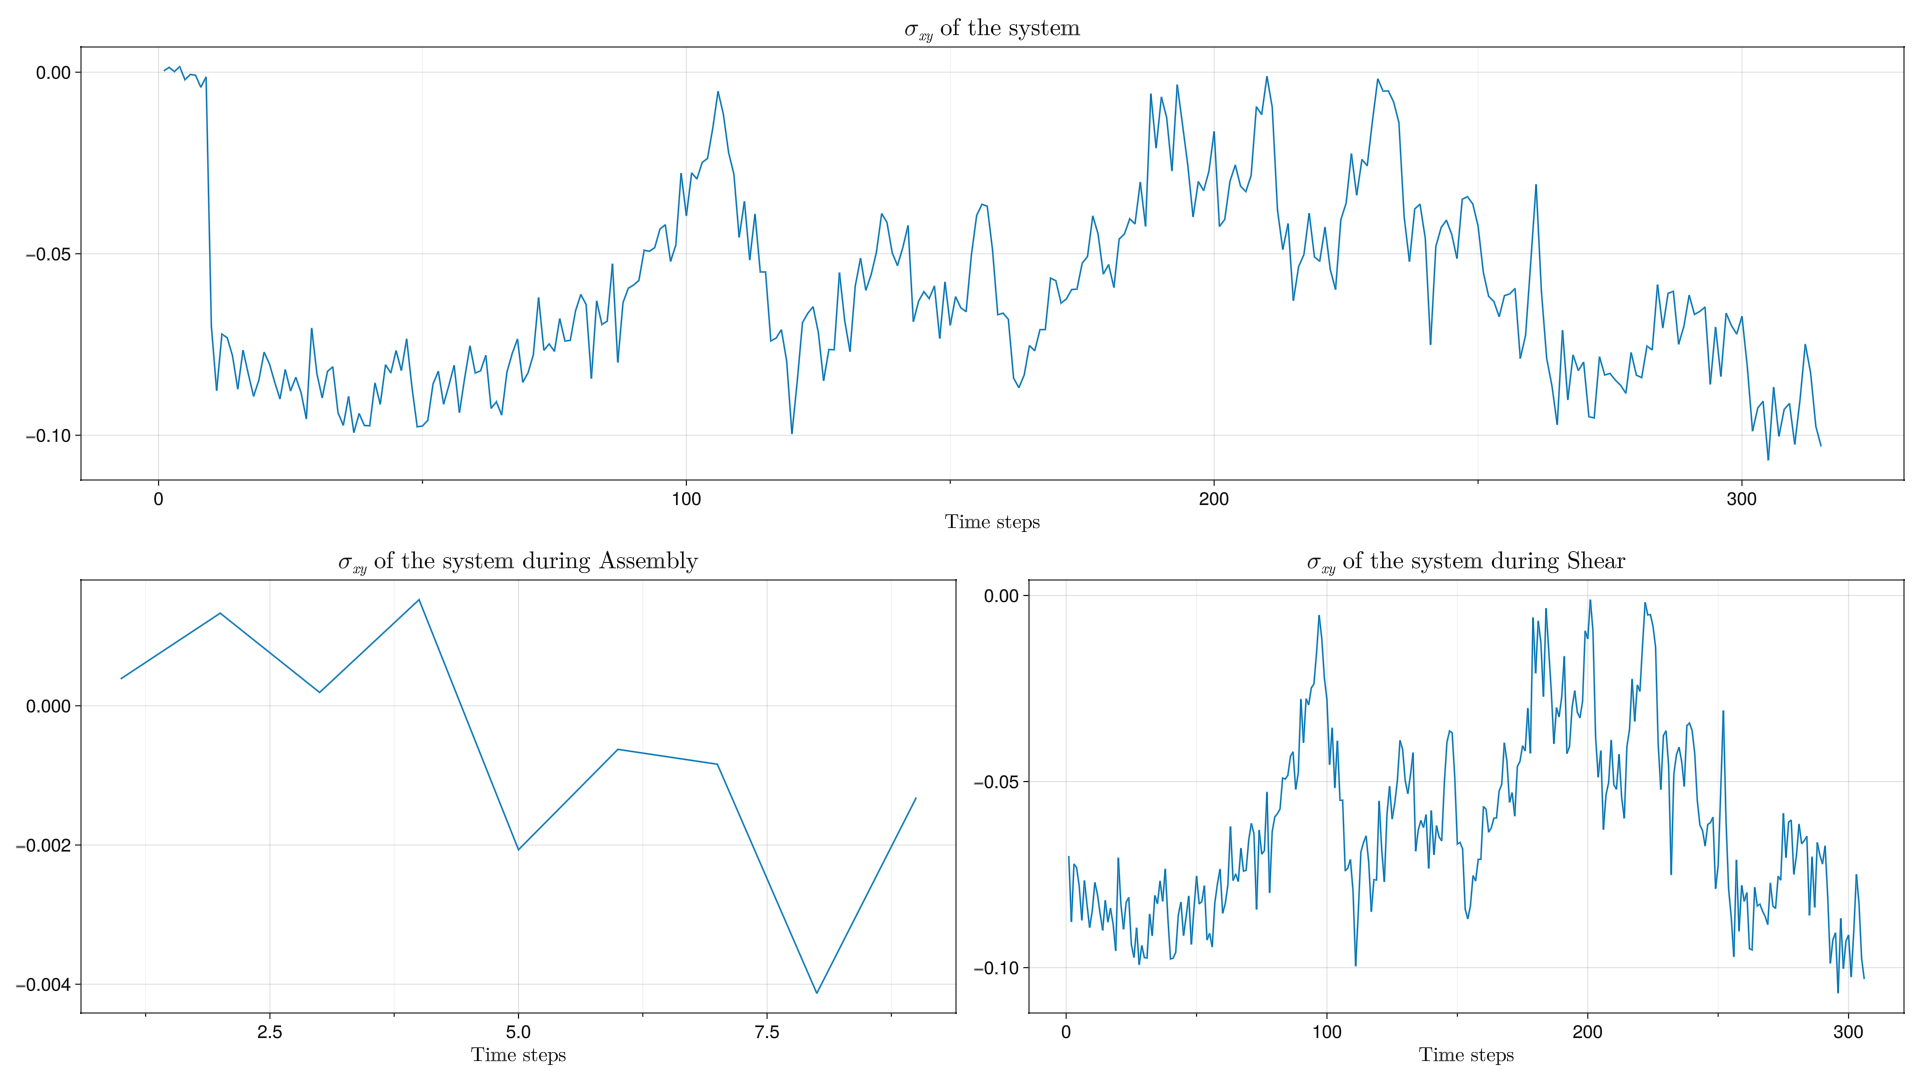 σxy of the system
0.00
−0.05
−0.10
0 100 200 300
Time steps
σxy of the system during Assembly
0.000
−0.002
−0.004
2.5 5.0 7.5
Time steps
σxy of the system during Shear
0.00
−0.05
−0.10
0 100 200 300
Time steps